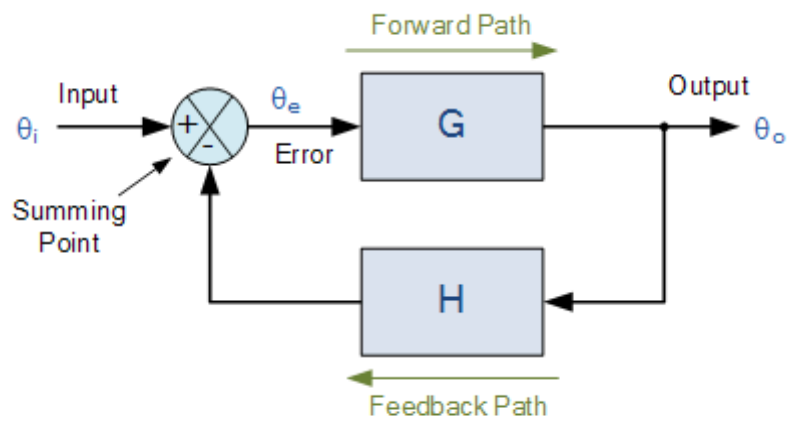 Forward Path
Input
θi
+
-
Summing
Point
θe
Error
G
Output
θo
H
Feedback Path